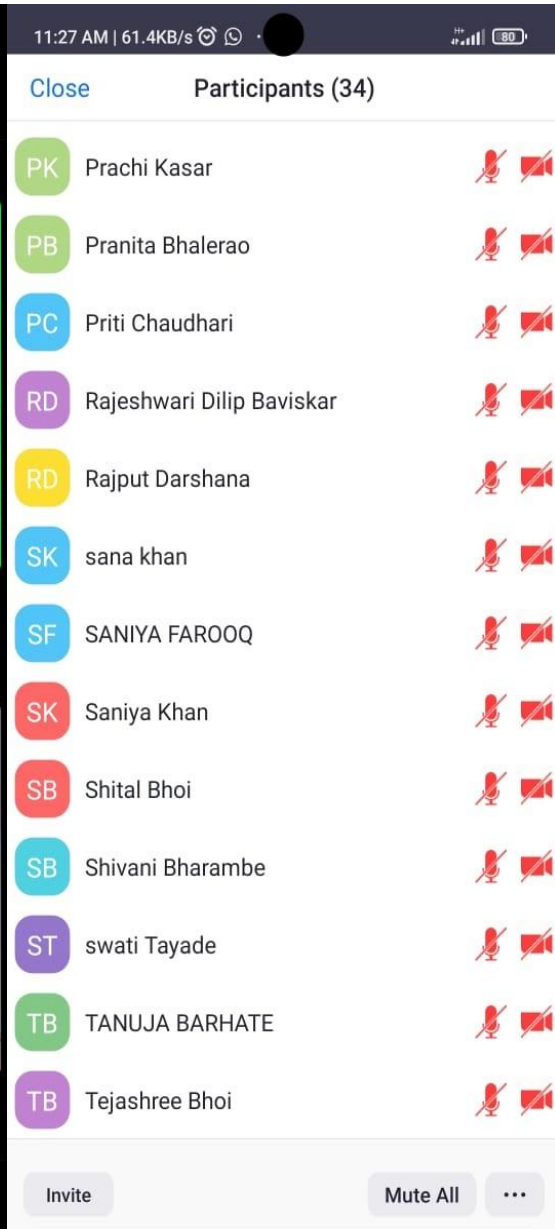 11:27 AM | 61.4KB/s H+ 80
Close Participants (34)
PK Prachi Kasar
PB Pranita Bhalerao
PC Priti Chaudhari
RD Rajeshwari Dilip Baviskar
RD Rajput Darshana
SK sana khan
SF SANIYA FAROOQ
SK Saniya Khan
SB Shital Bhoi
SB Shivani Bharambe
ST swati Tayade
TB TANUJA BARHATE
TB Tejashree Bhoi
Invite Mute All ...